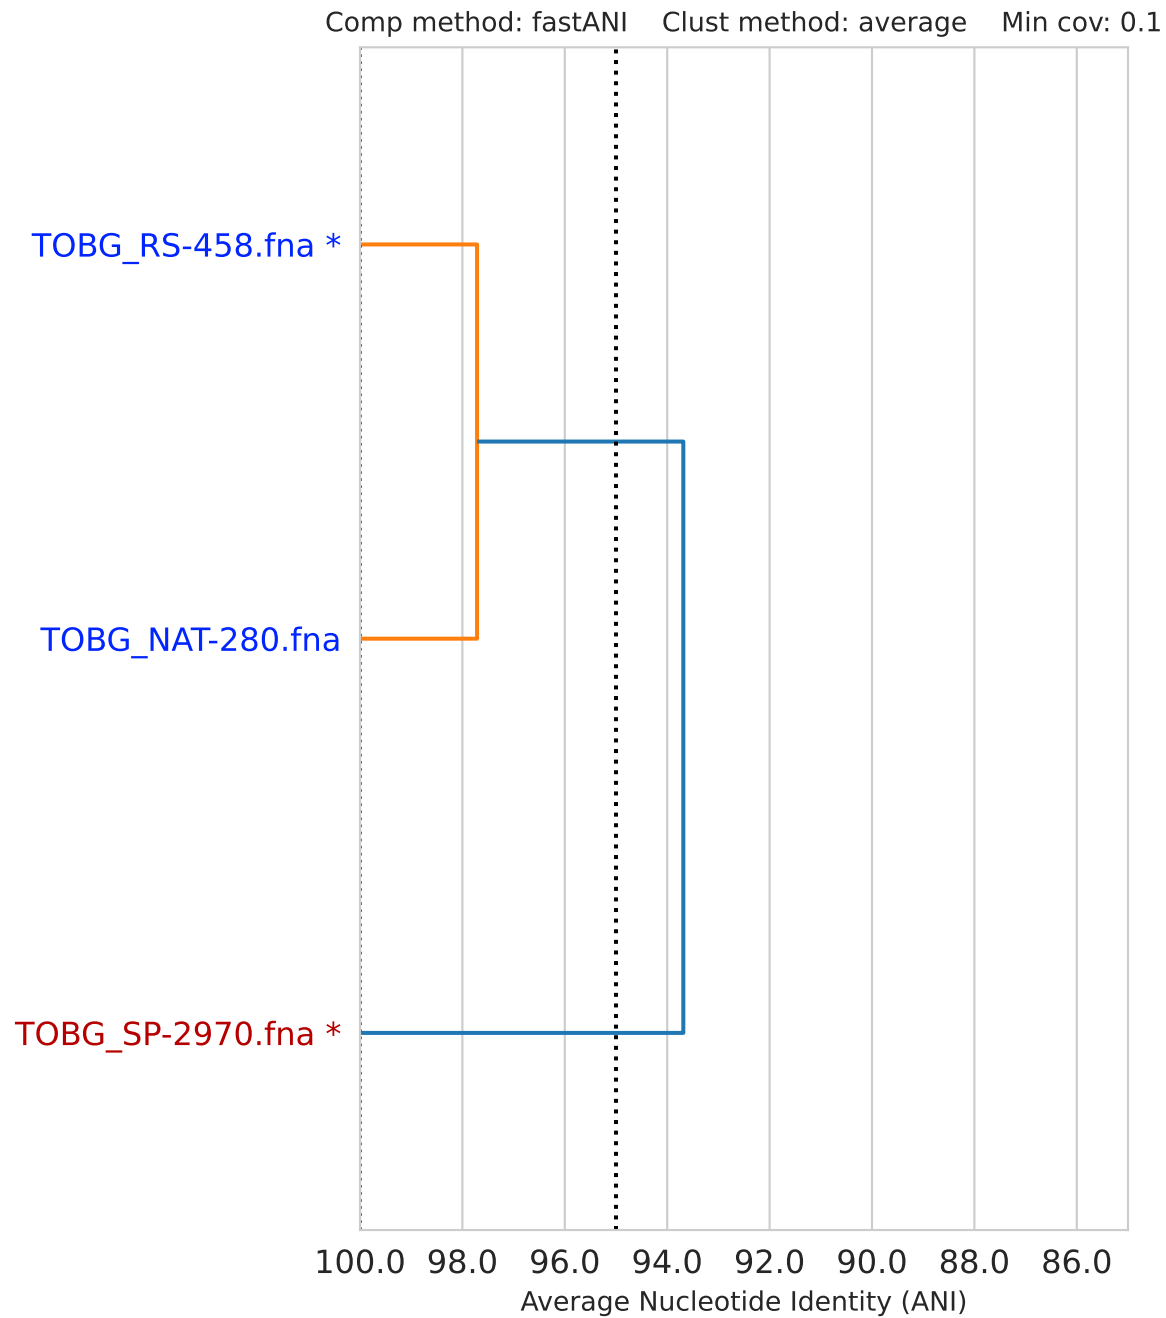 Comp method: fastANI    Clust method: average    Min cov: 0.1
TOBG_RS-458.fna *
TOBG_NAT-280.fna
TOBG_SP-2970.fna *
100.0 98.0 96.0 94.0 92.0 90.0 88.0 86.0
Average Nucleotide Identity (ANI)